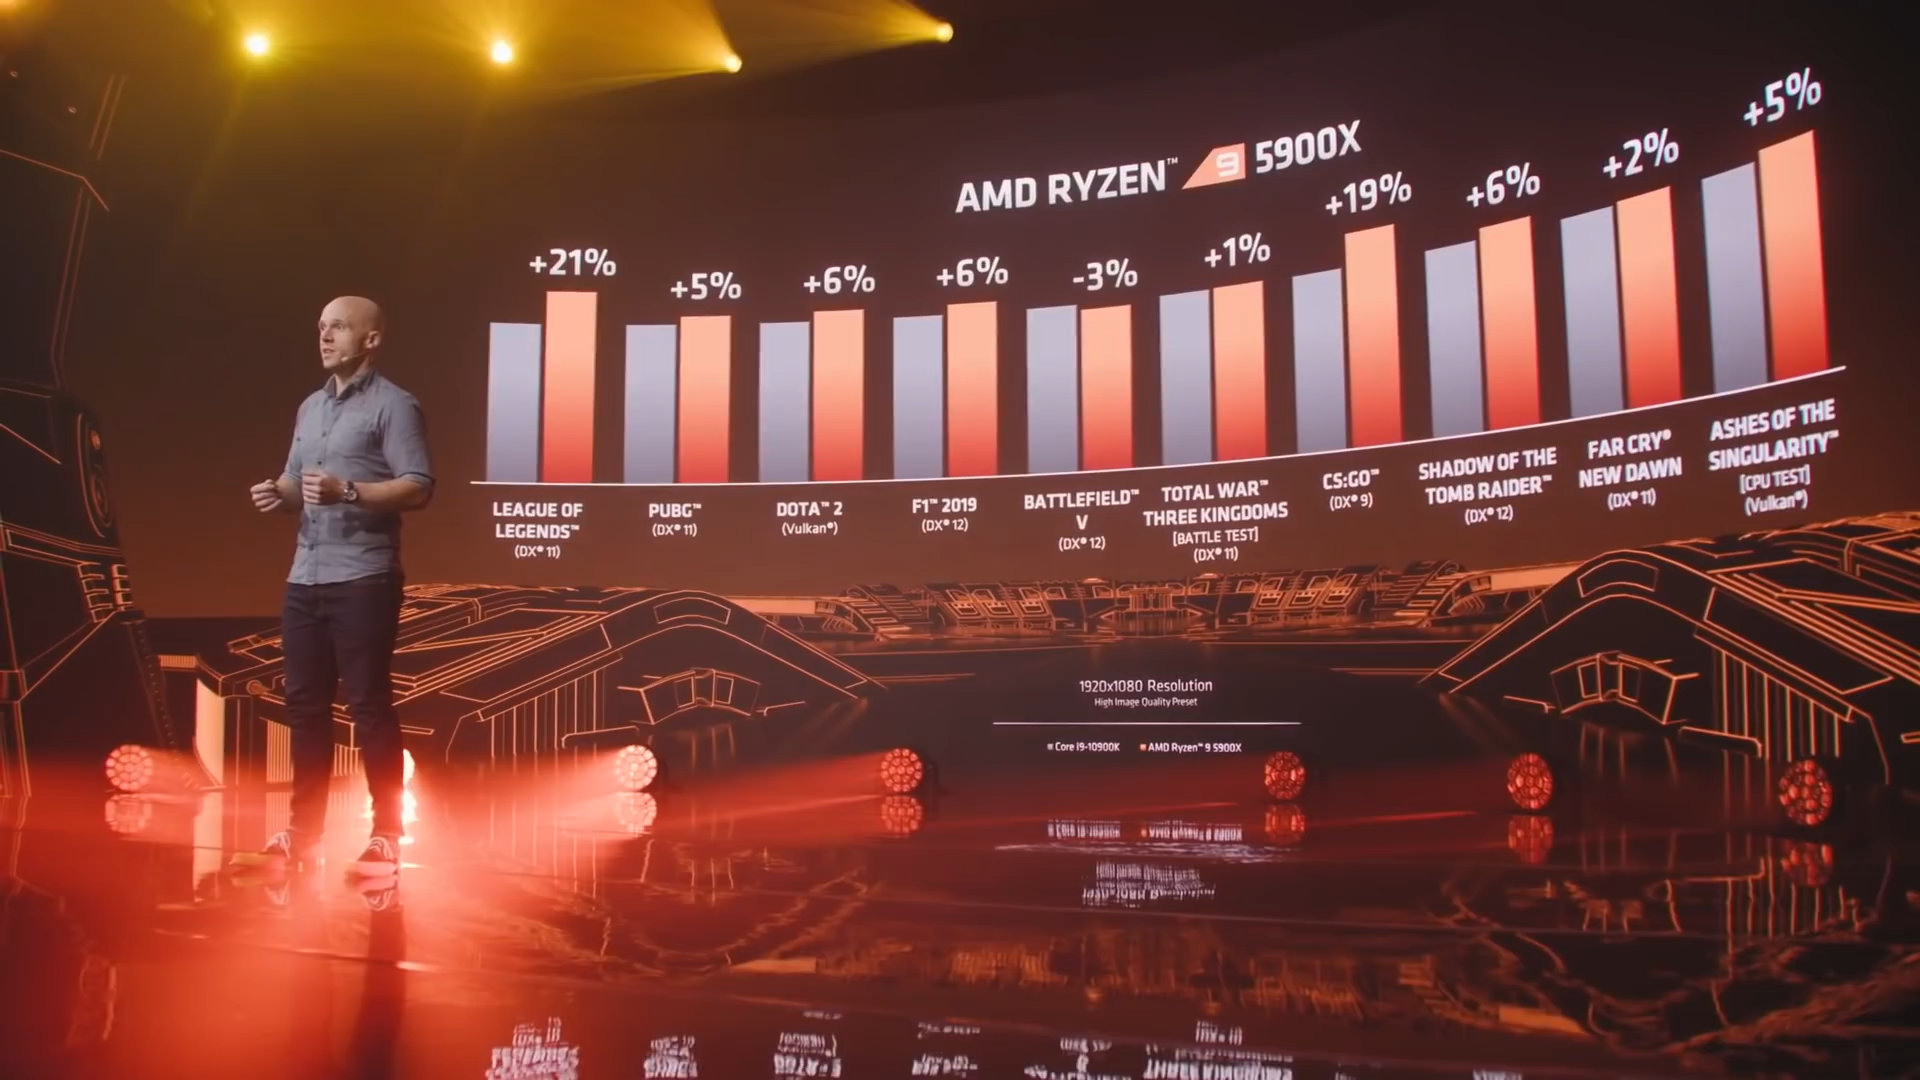 AMD RYZEN™ 9 5900X
+21%
+5%
+6%
+6%
-3%
+1%
+19%
+6%
+2%
+5%
LEAGUE OF
LEGENDS™
(DX® 11)
PUBG™
(DX® 11)
DOTA™ 2
(Vulkan®)
F1™ 2019
(DX® 12)
BATTLEFIELD™
V
(DX® 12)
TOTAL WAR™
THREE KINGDOMS
[BATTLE TEST]
(DX® 11)
CS:GO™
(DX® 9)
SHADOW OF THE
TOMB RAIDER™
(DX® 12)
FAR CRY®
NEW DAWN
(DX® 11)
ASHES OF THE
SINGULARITY™
[CPU TEST]
(Vulkan®)
1920x1080 Resolution
High Image Quality Preset
Core i9-10900K AMD Ryzen™ 9 5900X